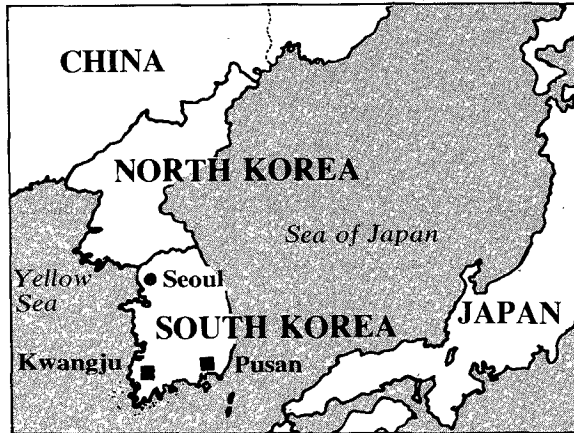 CHINA
NORTH KOREA
Sea of Japan
Yellow
Sea
Seoul
SOUTH KOREA
JAPAN
Kwangju
Pusan